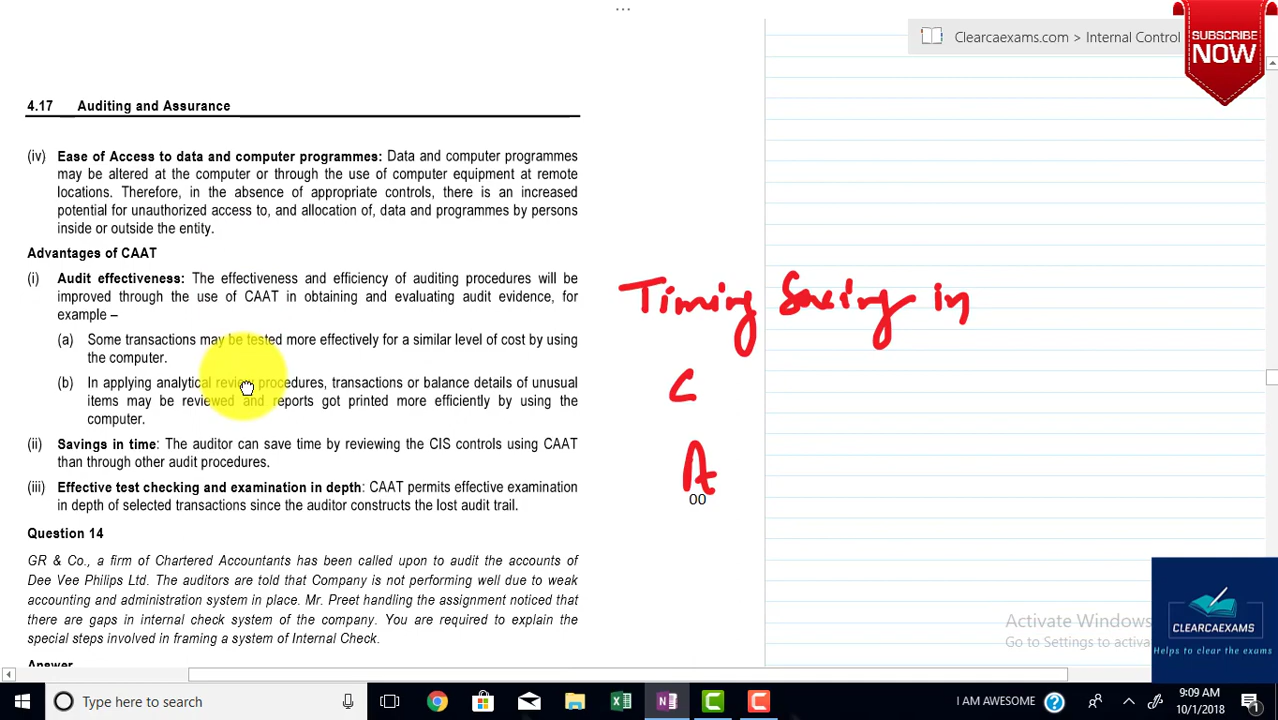 ...
Clearcaexams.com > Internal Control
SUBSCRIBE
NOW
4.17 Auditing and Assurance
(iv) Ease of Access to data and computer programmes: Data and computer programmes
may be altered at the computer or through the use of computer equipment at remote
locations. Therefore, in the absence of appropriate controls, there is an increased
potential for unauthorized access to, and allocation of, data and programmes by persons
inside or outside the entity.
Advantages of CAAT
(i) Audit effectiveness: The effectiveness and efficiency of auditing procedures will be
improved through the use of CAAT in obtaining and evaluating audit evidence, for
example –
(a) Some transactions may be tested more effectively for a similar level of cost by using
the computer.
(b) In applying analytical review procedures, transactions or balance details of unusual
items may be reviewed and reports got printed more efficiently by using the
computer.
(ii) Savings in time: The auditor can save time by reviewing the CIS controls using CAAT
than through other audit procedures.
(iii) Effective test checking and examination in depth: CAAT permits effective examination
in depth of selected transactions since the auditor constructs the lost audit trail.
Question 14
GR & Co., a firm of Chartered Accountants has been called upon to audit the accounts of
Dee Vee Philips Ltd. The auditors are told that Company is not performing well due to weak
accounting and administration system in place. Mr. Preet handling the assignment noticed that
there are gaps in internal check system of the company. You are required to explain the
special steps involved in framing a system of Internal Check.
Answer
Timing Saving in
C
A
00
Activate Windows
Go to Settings to activa
CLEARCAEXAMS
Helps to clear the exams
Type here to search
I AM AWESOME
9:09 AM
10/1/2018
1